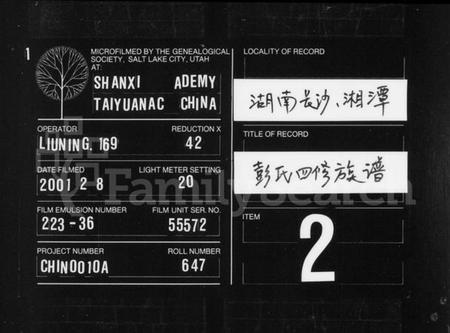 1
MICROFILMED BY THE GENEALOGICAL
SOCIETY, SALT LAKE CITY, UTAH
AT:
SHANXI ADEMY
TAIYUANAC CHINA
OPERATOR REDUCTION X
LIUNING, 169 42
DATE FILMED LIGHT METER SETTING
2001 2-8 20
FILM EMULSION NUMBER FILM UNIT SER. NO.
223-36 55572
PROJECT NUMBER ROLL NUMBER
CHIN0010A 647
LOCALITY OF RECORD
湖南长沙、湘潭
TITLE OF RECORD
彭氏四修族谱
ITEM
2
FamilySearch